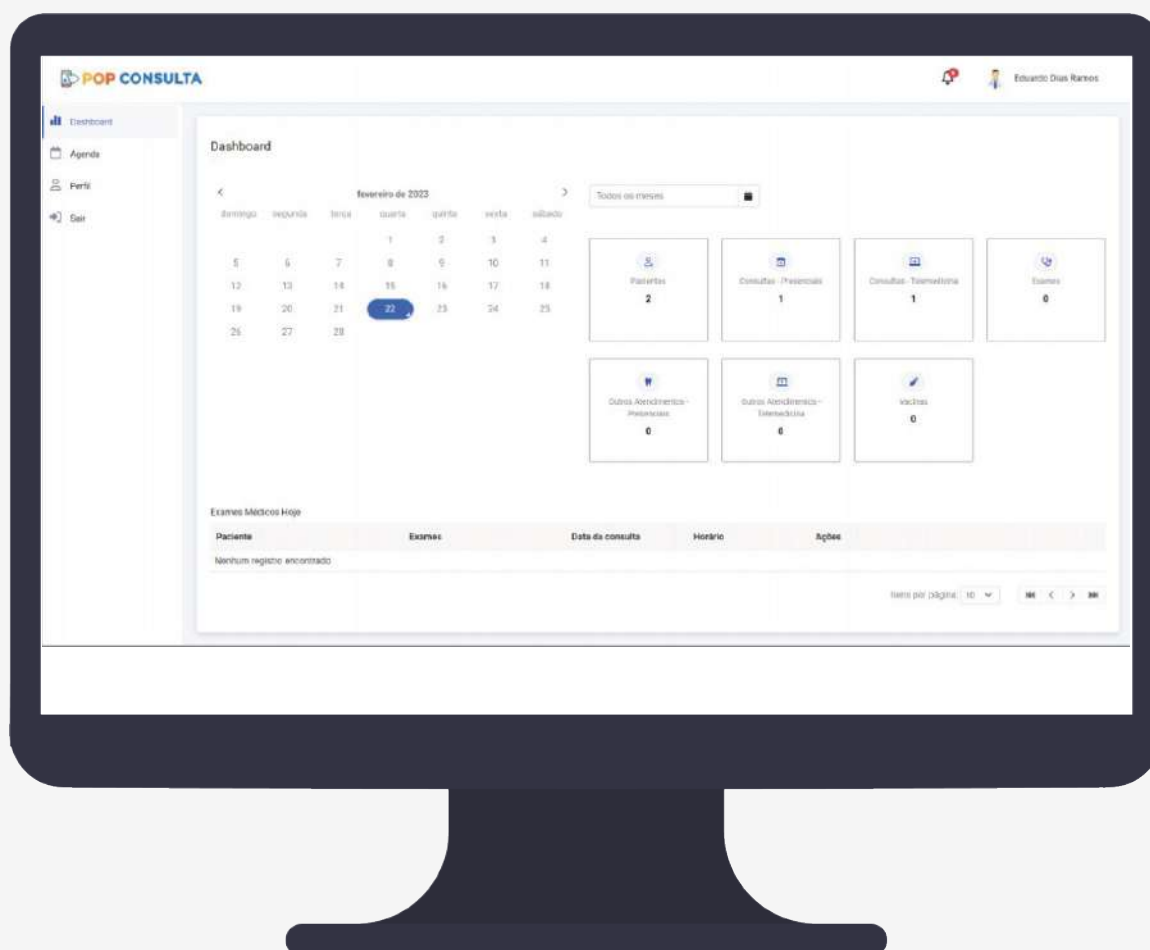 POP CONSULTA
Eduardo Dias Ramos
Dashboard
Agenda
Perfil
Sair
Dashboard
fevereiro de 2023
domingo segunda terça quarta quinta sexta sábado
1 2 3 4
5 6 7 8 9 10 11
12 13 14 15 16 17 18
19 20 21 22 23 24 25
26 27 28
Todos os meses
Pacientes
2
Consultas - Presenciais
1
Consultas - Telemedicina
1
Exames
0
Outros Atendimentos -
Presenciais
0
Outros Atendimentos -
Telemedicina
0
Vacinas
0
Exames Médicos Hoje
Paciente Exames Data da consulta Horário Ações
Nenhum registro encontrado
Itens por página: 10